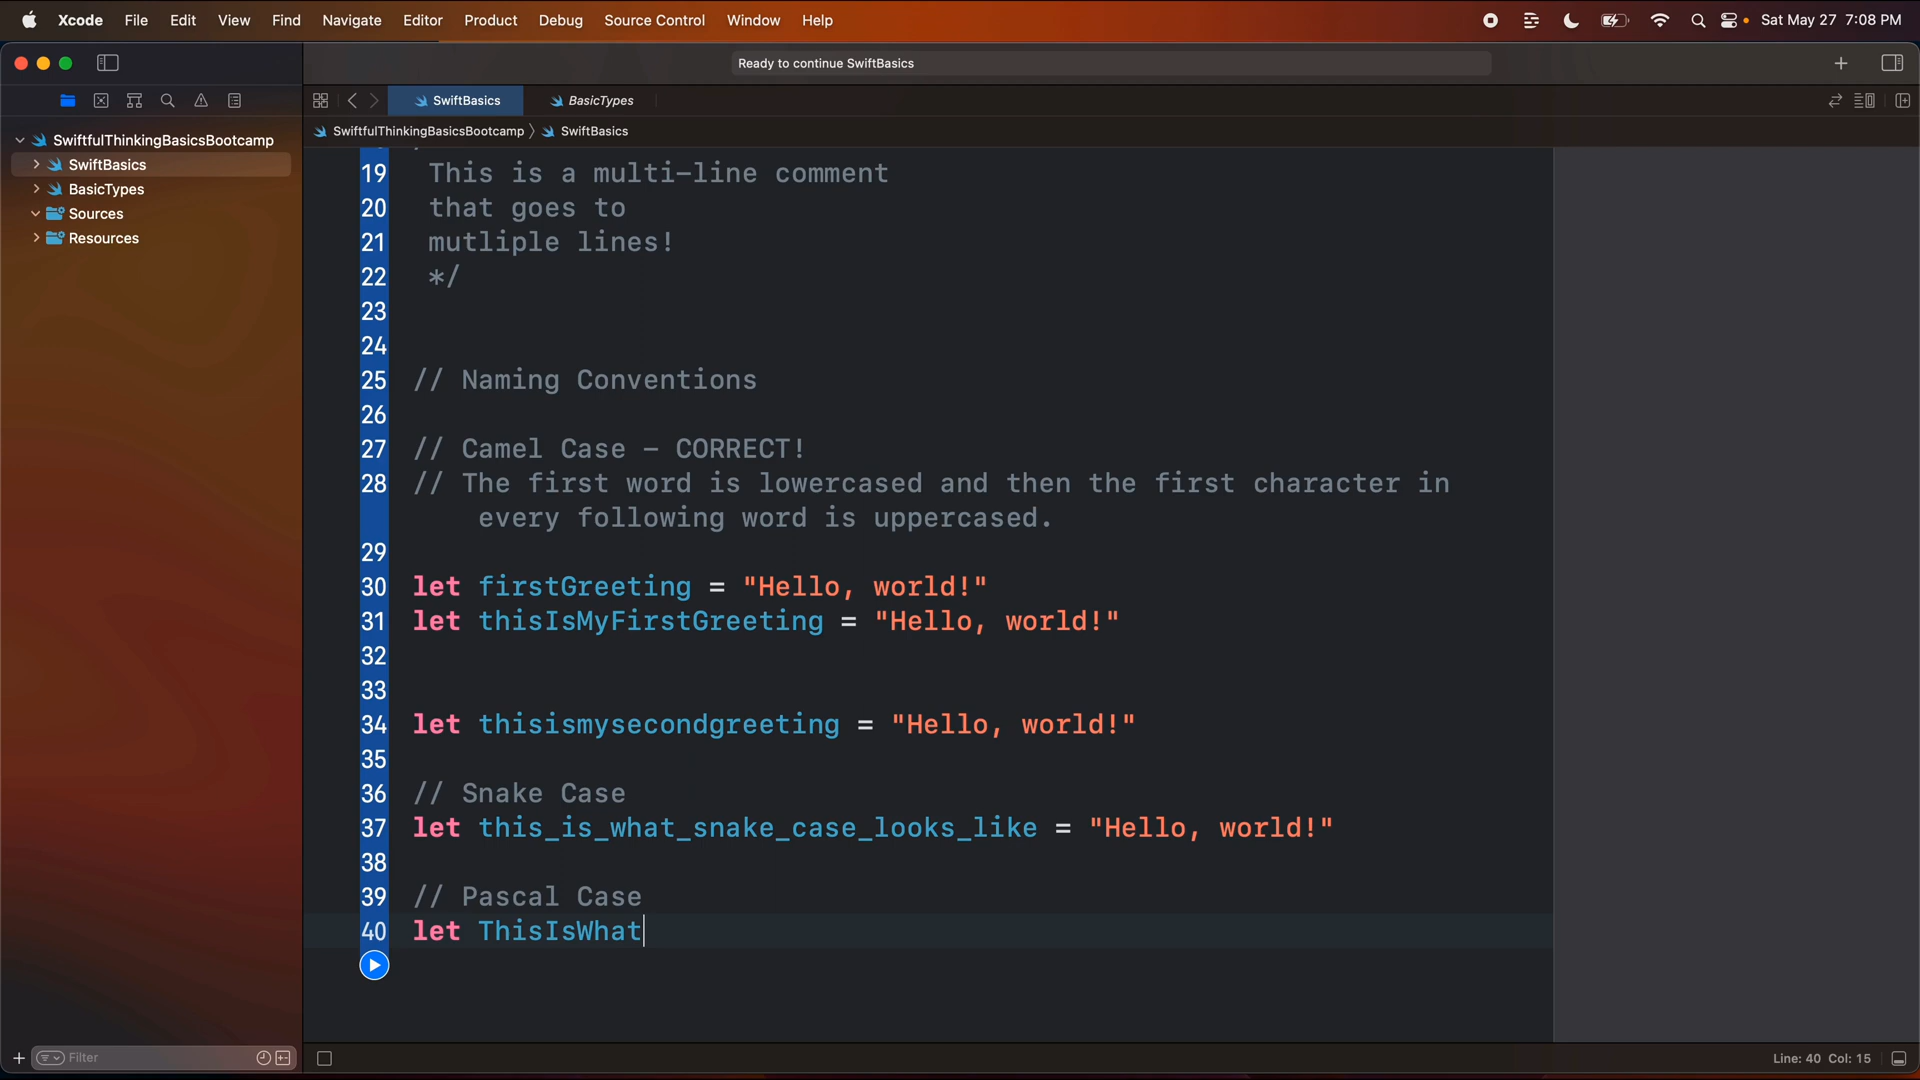 Xcode File Edit View Find Navigate Editor Product Debug Source Control Window Help Sat May 27 7:08 PM
Ready to continue SwiftBasics
SwiftBasics BasicTypes
SwiftfulThinkingBasicsBootcamp SwiftBasics
SwiftfulThinkingBasicsBootcamp
SwiftBasics
BasicTypes
Sources
Resources
19 This is a multi-line comment
20 that goes to
21 mutliple lines!
22 */
23
24
25 // Naming Conventions
26
27 // Camel Case - CORRECT!
28 // The first word is lowercased and then the first character in
every following word is uppercased.
29
30 let firstGreeting = "Hello, world!"
31 let thisIsMyFirstGreeting = "Hello, world!"
32
33
34 let thisismysecondgreeting = "Hello, world!"
35
36 // Snake Case
37 let this_is_what_snake_case_looks_like = "Hello, world!"
38
39 // Pascal Case
40 let ThisIsWhat
Filter
Line: 40 Col: 15